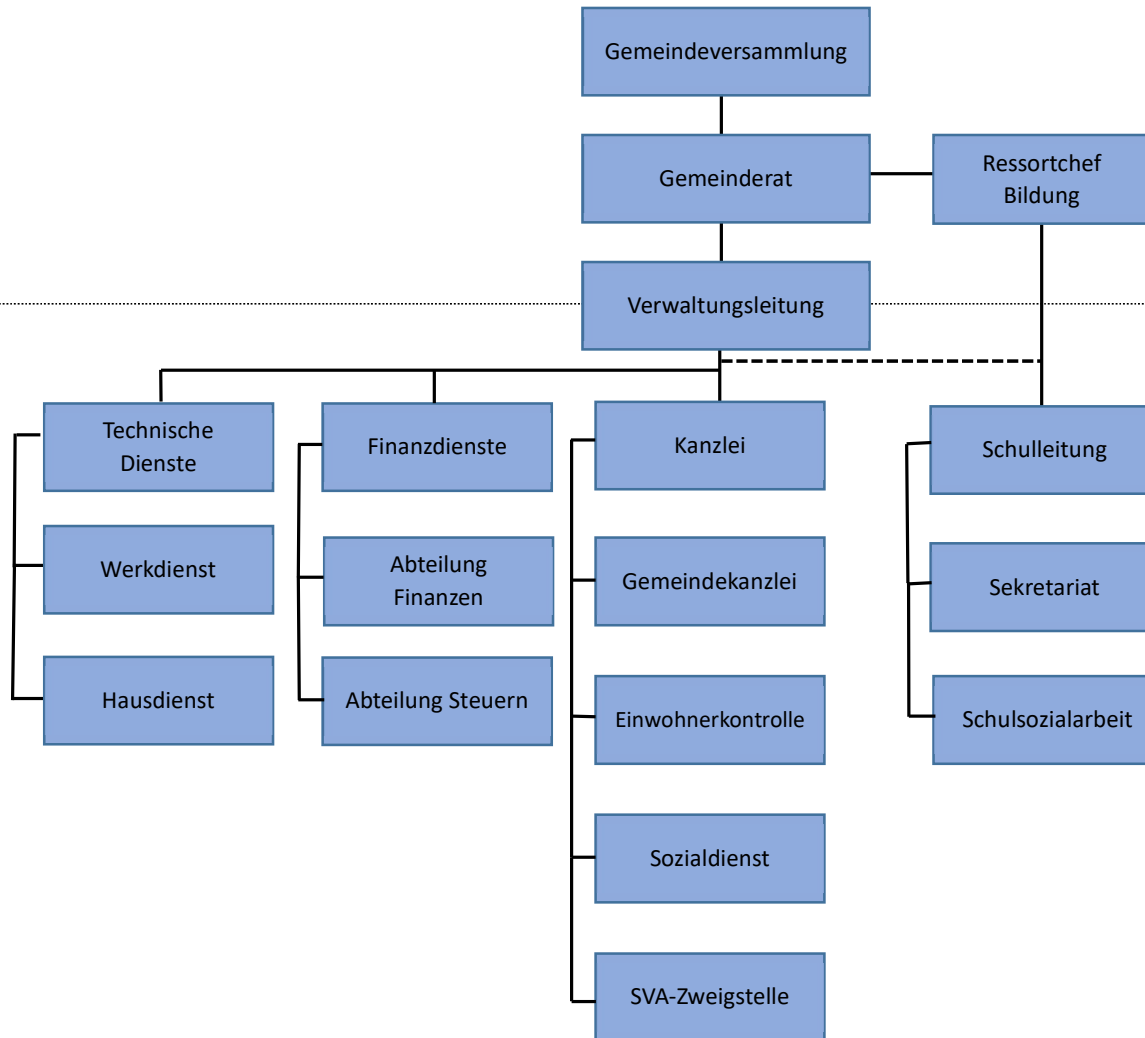 Gemeindeversammlung
Gemeinderat
Ressortchef
Bildung
Verwaltungsleitung
Technische
Dienste
Finanzdienste
Kanzlei
Schulleitung
Werkdienst
Abteilung
Finanzen
Gemeindekanzlei
Sekretariat
Hausdienst
Abteilung Steuern
Einwohnerkontrolle
Schulsozialarbeit
Sozialdienst
SVA-Zweigstelle